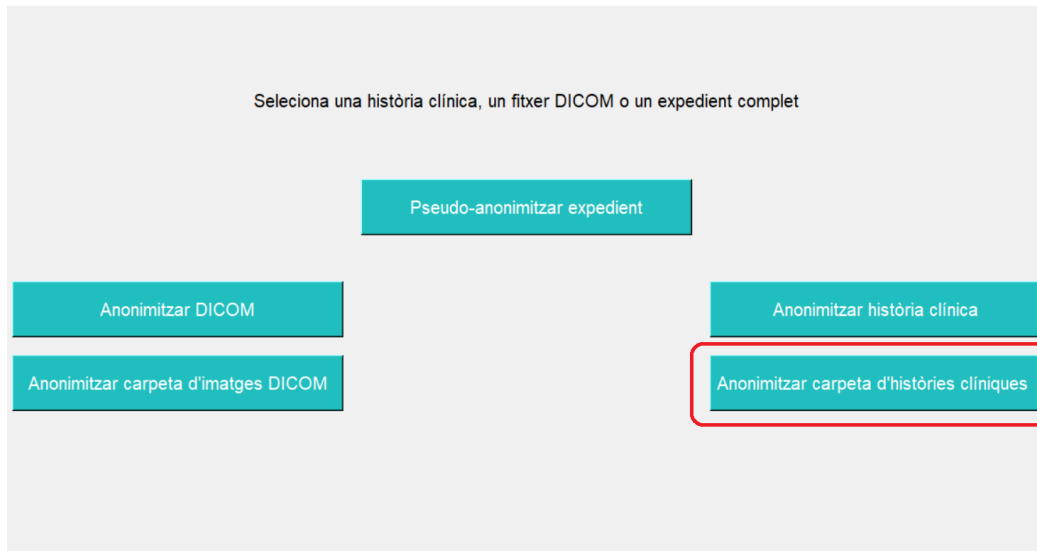 Seleciona una història clínica, un fitxer DICOM o un expedient complet
Pseudo-anonimitzar expedient
Anonimitzar DICOM
Anonimitzar història clínica
Anonimitzar carpeta d'imatges DICOM
Anonimitzar carpeta d'històries clíniques